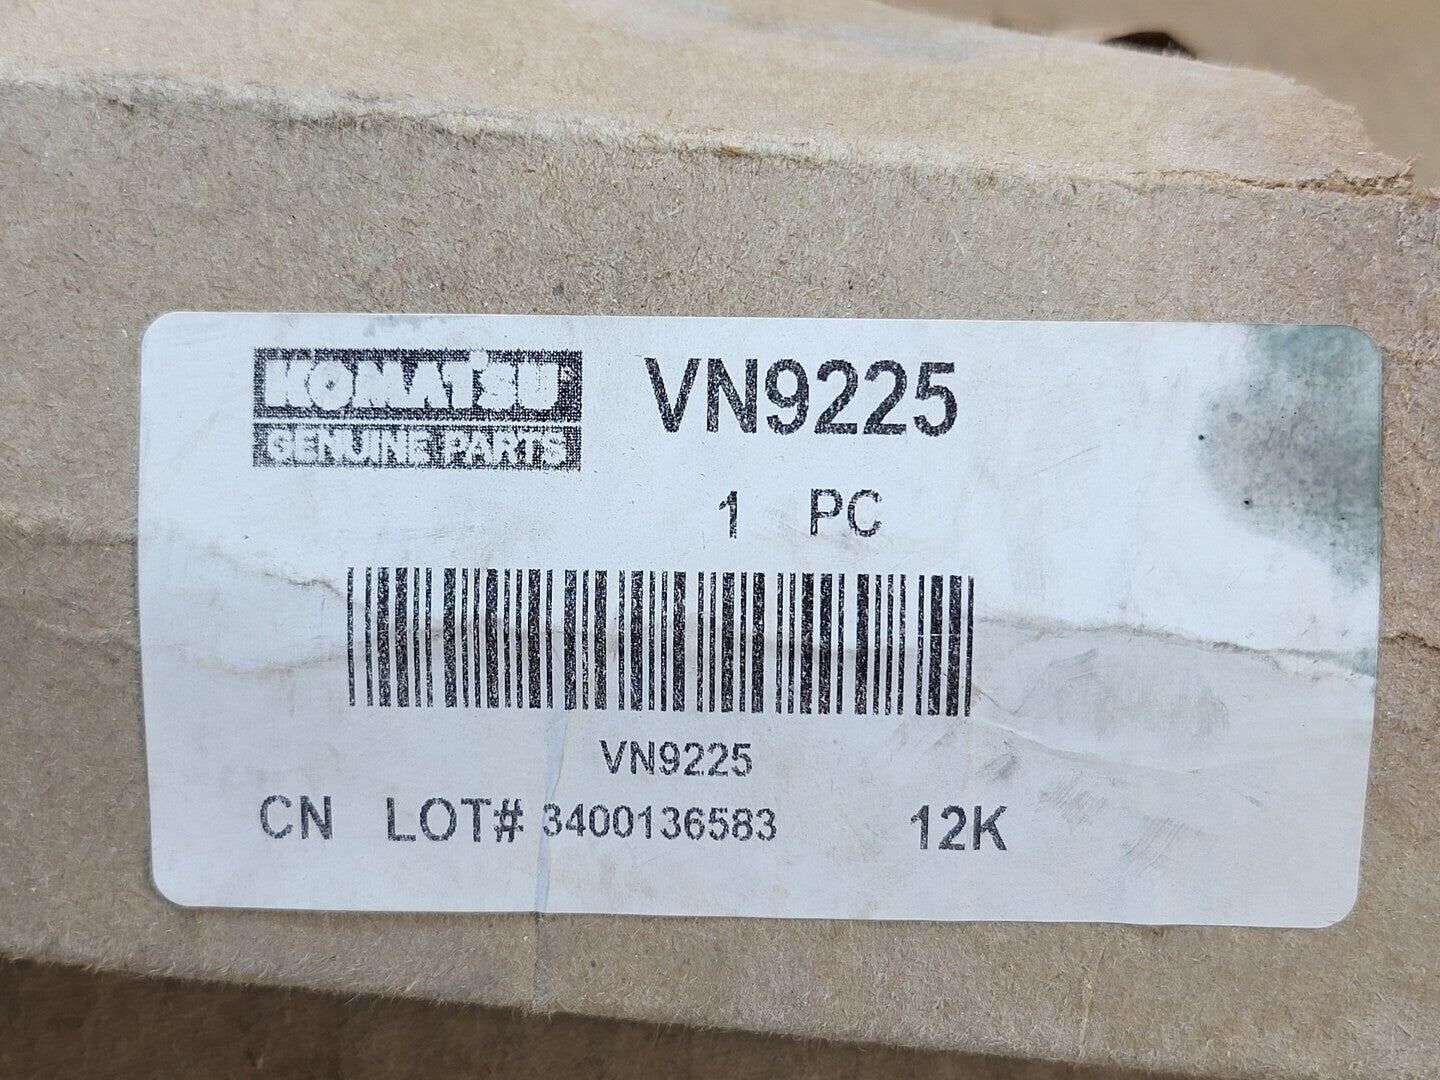 KOMATSU
GENUINE PARTS
VN9225
1 PC
VN9225
CN LOT# 3400136583 12K